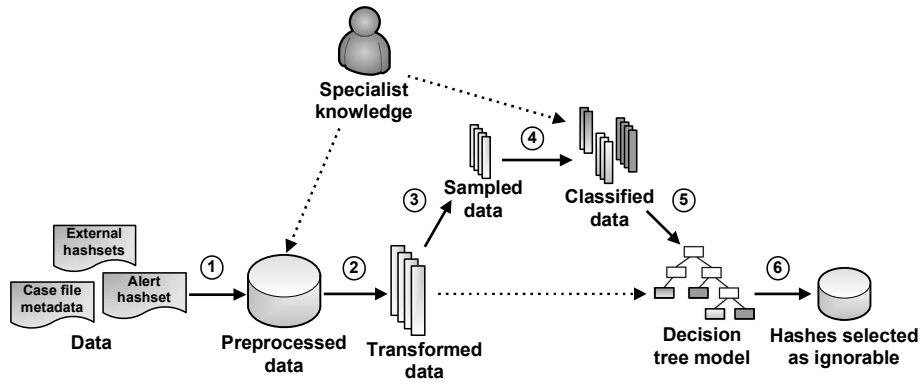 Specialist
knowledge
4
Sampled
data
Classified
data
3
5
External
hashsets
Case file
metadata
Alert
hashset
Data
1
Preprocessed
data
2
Transformed
data
Decision
tree model
6
Hashes selected
as ignorable